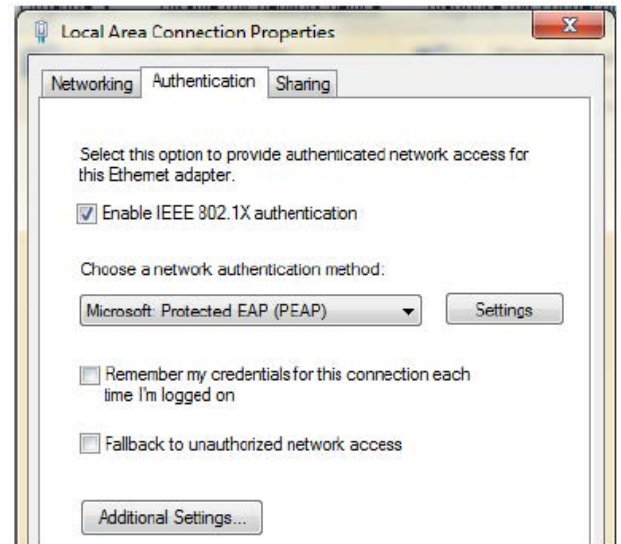 Local Area Connection Properties
Networking Authentication Sharing
Select this option to provide authenticated network access for
this Ethernet adapter.
Enable IEEE 802.1X authentication
Choose a network authentication method:
Microsoft: Protected EAP (PEAP) Settings
Remember my credentials for this connection each
time I'm logged on
Fallback to unauthorized network access
Additional Settings...